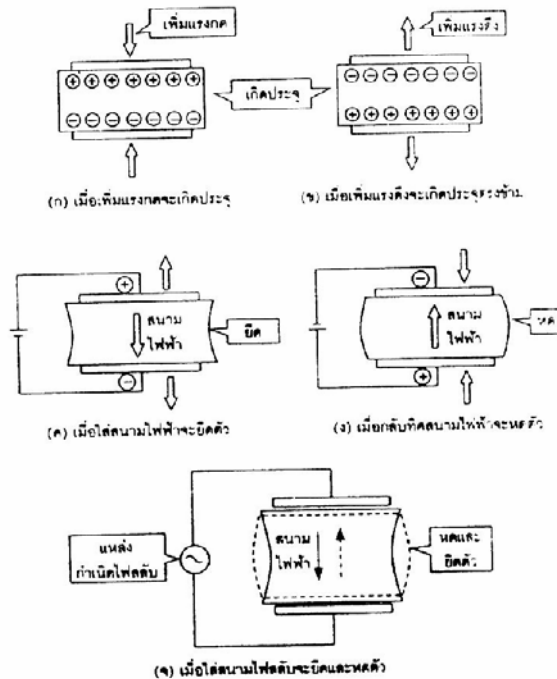 เพิ่มแรงกด
เพิ่มแรงดึง
+ + + + + + +
− − − − − − −
เกิดประจุ
− − − − − − −
+ + + + + + +
(ก) เมื่อเพิ่มแรงกดจะเกิดประจุ
(ข) เมื่อเพิ่มแรงดึงจะเกิดประจุตรงข้าม
+
สนาม
ไฟฟ้า
ยืด
−
−
สนาม
ไฟฟ้า
หด
+
(ค) เมื่อใส่สนามไฟฟ้าจะยืดตัว
(ง) เมื่อกลับทิศสนามไฟฟ้าจะหดตัว
แหล่ง
กำเนิดไฟสลับ
สนาม
ไฟฟ้า
หดและ
ยืดตัว
(จ) เมื่อใส่สนามไฟสลับจะยืดและหดตัว